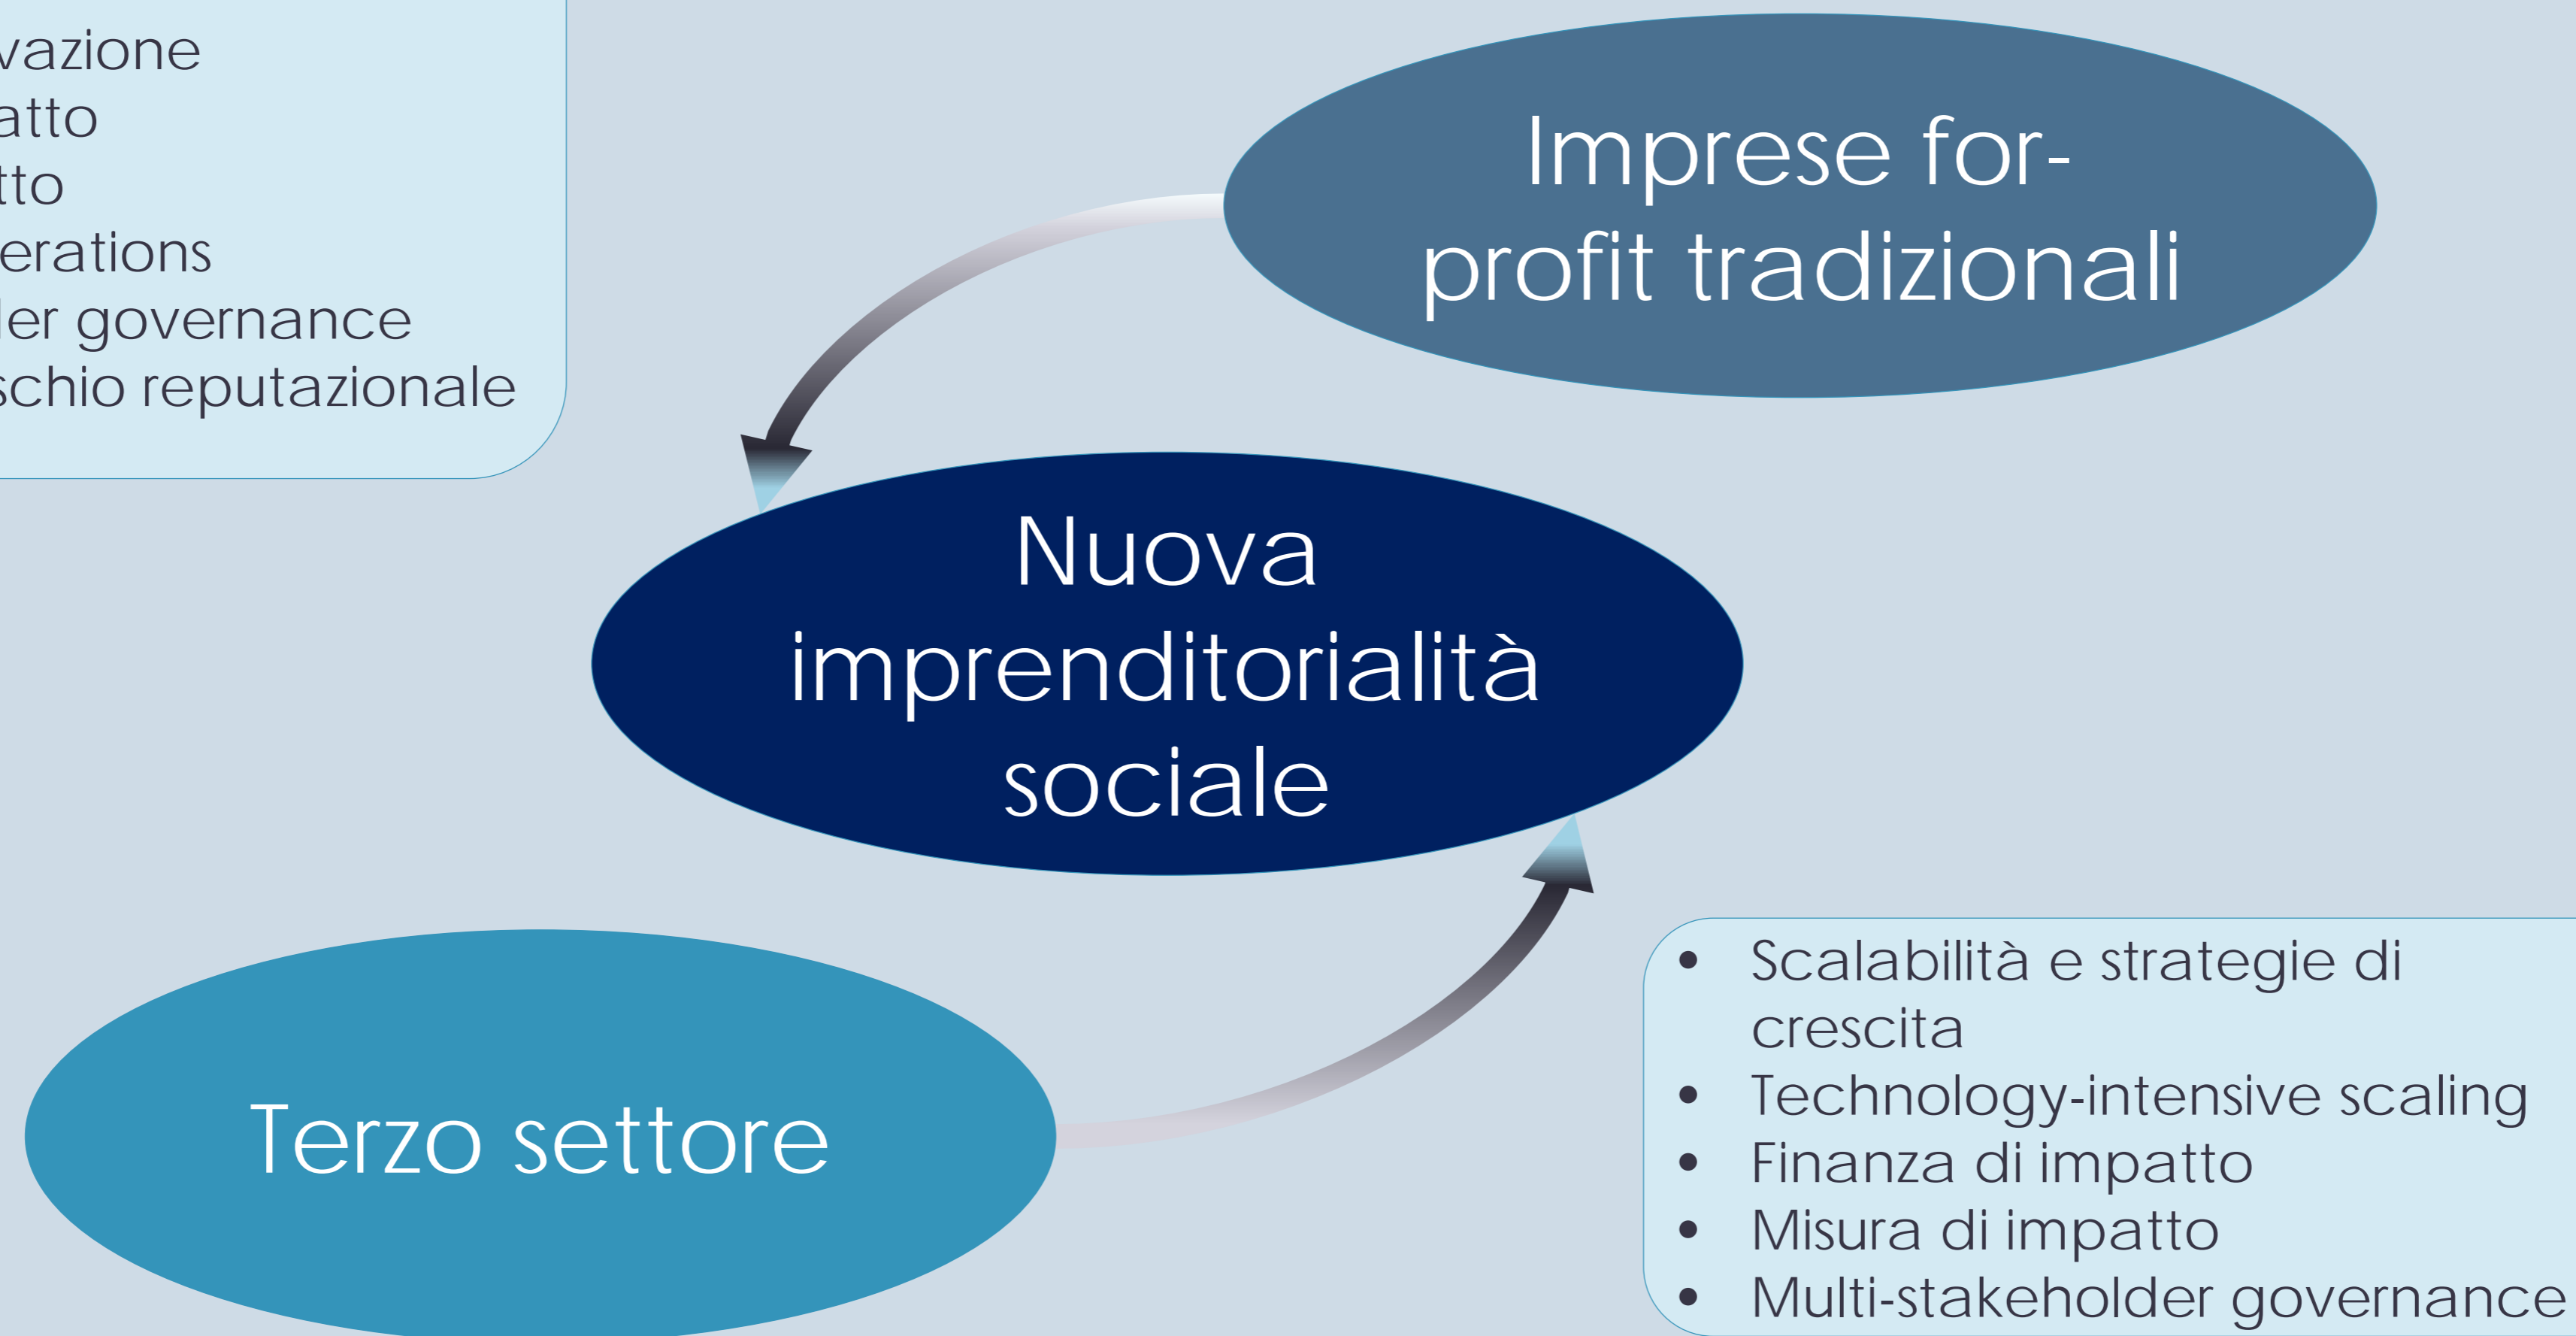 vazione
atto
tto
erations
der governance
schio reputazionale
Imprese for-
profit tradizionali
Nuova
imprenditorialità
sociale
Terzo settore
• Scalabilità e strategie di
crescita
• Technology-intensive scaling
• Finanza di impatto
• Misura di impatto
• Multi-stakeholder governance